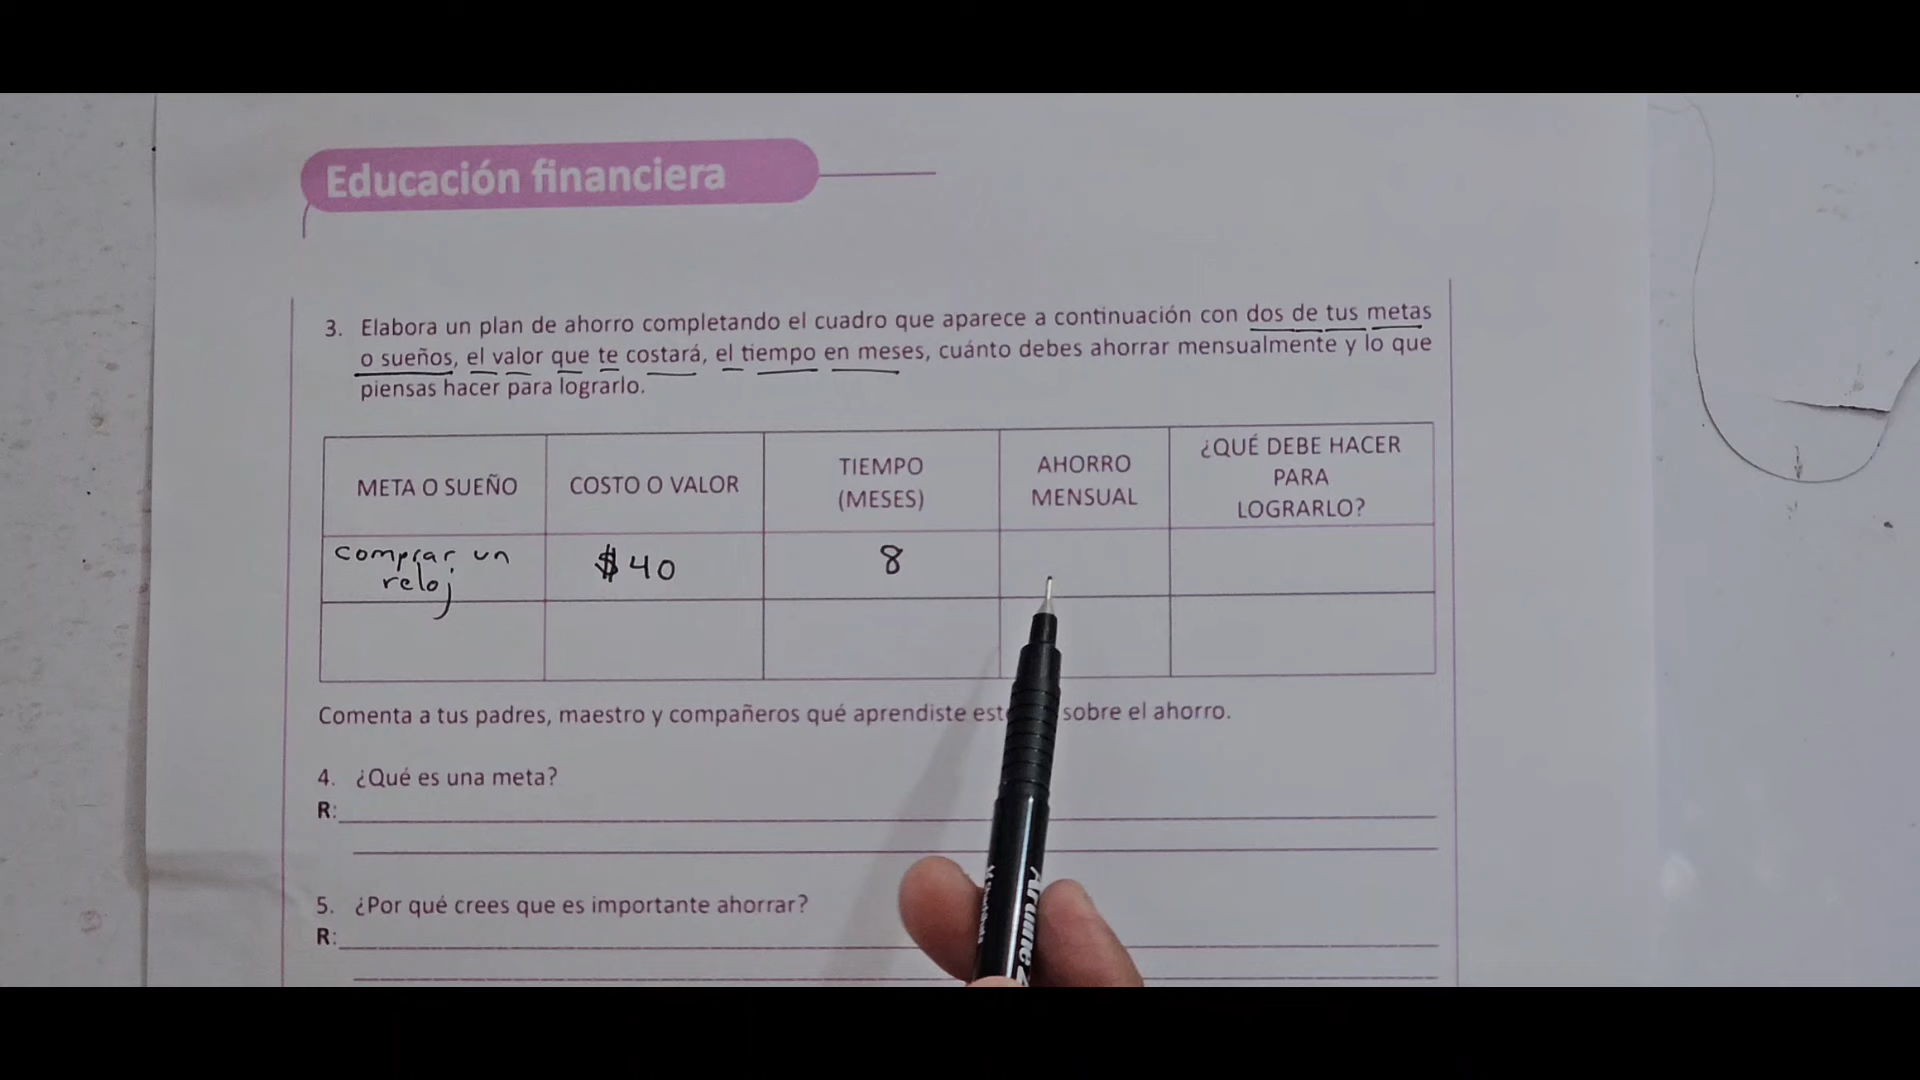 Educación financiera
3. Elabora un plan de ahorro completando el cuadro que aparece a continuación con dos de tus metas
o sueños, el valor que te costará, el tiempo en meses, cuánto debes ahorrar mensualmente y lo que
piensas hacer para lograrlo.
META O SUEÑO
COSTO O VALOR
TIEMPO
(MESES)
AHORRO
MENSUAL
¿QUÉ DEBE HACER
PARA
LOGRARLO?
comprar un
reloj
$40
8
Comenta a tus padres, maestro y compañeros qué aprendiste sobre el ahorro.
4. ¿Qué es una meta?
R:
5. ¿Por qué crees que es importante ahorrar?
R: